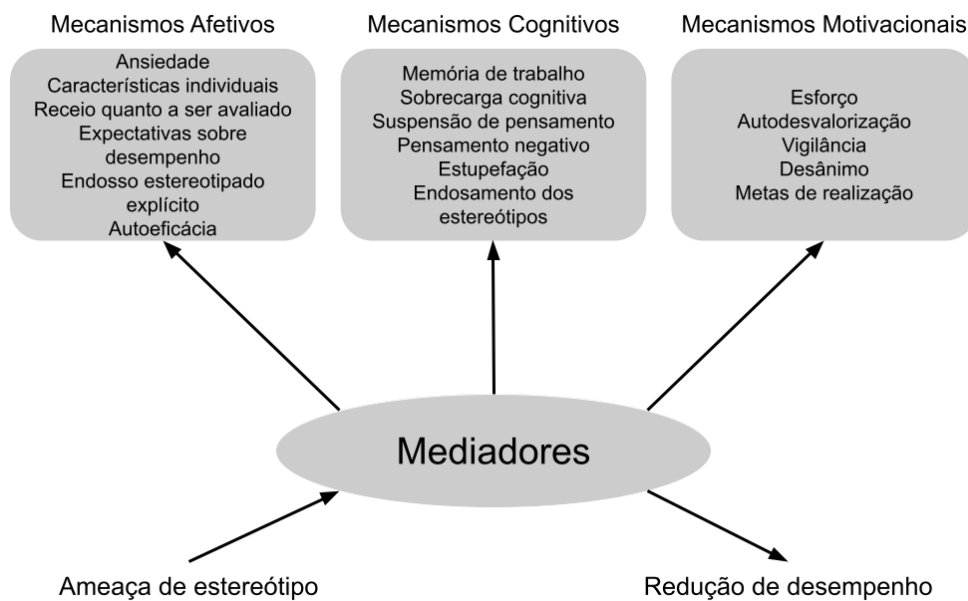 Mecanismos Afetivos
Ansiedade
Características individuais
Receio quanto a ser avaliado
Expectativas sobre
desempenho
Endosso estereotipado
explícito
Autoeficácia
Mecanismos Cognitivos
Memória de trabalho
Sobrecarga cognitiva
Suspensão de pensamento
Pensamento negativo
Estupefação
Endosamento dos
estereótipos
Mecanismos Motivacionais
Esforço
Autodesvalorização
Vigilância
Desânimo
Metas de realização
Mediadores
Ameaça de estereótipo
Redução de desempenho